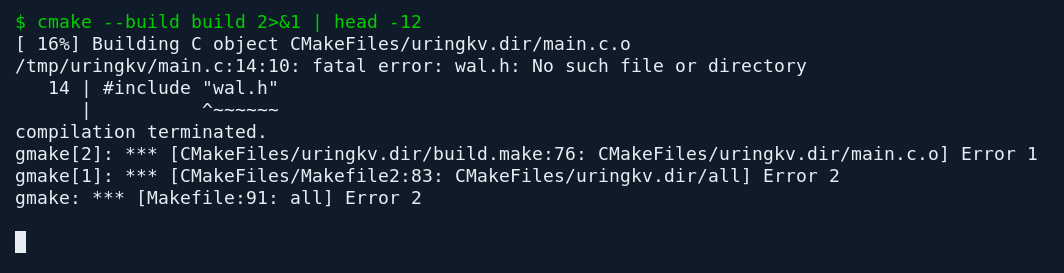 $ cmake --build build 2>&1 | head -12
[ 16%] Building C object CMakeFiles/uringkv.dir/main.c.o
/tmp/uringkv/main.c:14:10: fatal error: wal.h: No such file or directory
   14 | #include "wal.h"
      |          ^~~~~~~
compilation terminated.
gmake[2]: *** [CMakeFiles/uringkv.dir/build.make:76: CMakeFiles/uringkv.dir/main.c.o] Error 1
gmake[1]: *** [CMakeFiles/Makefile2:83: CMakeFiles/uringkv.dir/all] Error 2
gmake: *** [Makefile:91: all] Error 2